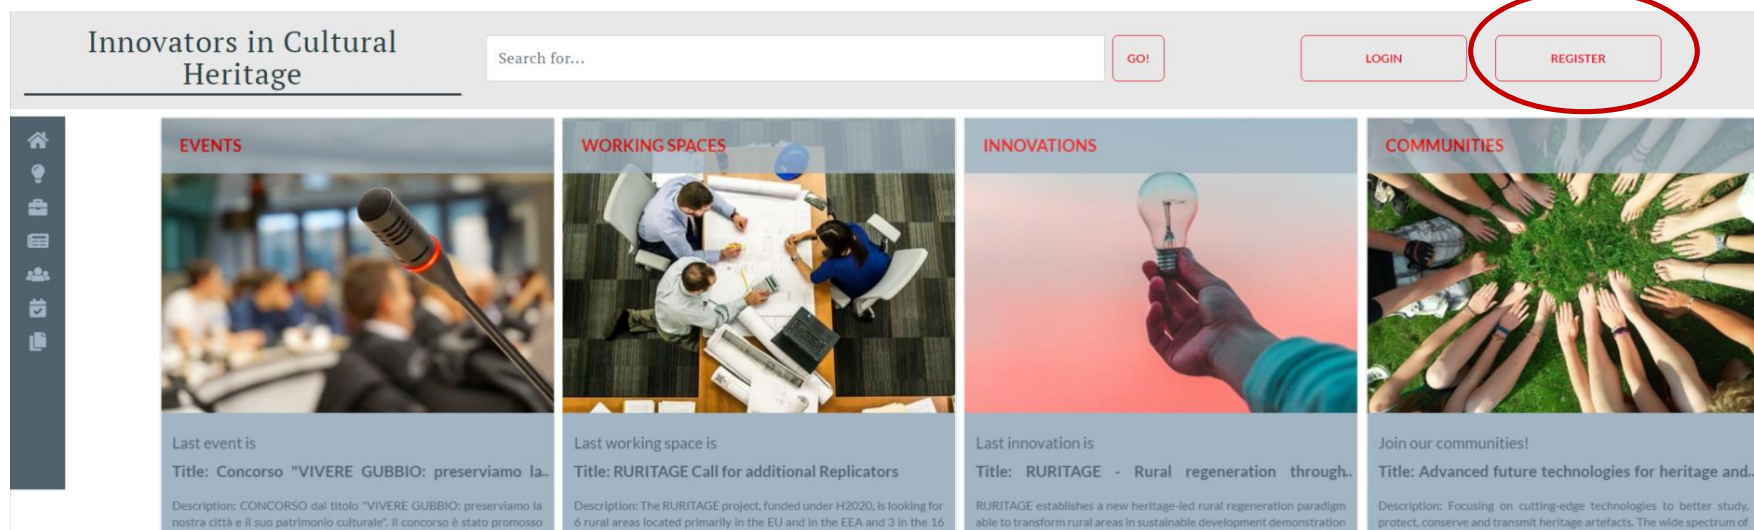 Innovators in Cultural
Heritage
Search for...
GO!
LOGIN
REGISTER
EVENTS
Last event is
Title: Concorso "VIVERE GUBBIO: preserviamo la..
Description: CONCORSO dal titolo "VIVERE GUBBIO: preserviamo la
nostra città e il suo patrimonio culturale". Il concorso è stato promosso
WORKING SPACES
Last working space is
Title: RURITAGE Call for additional Replicators
Description: The RURITAGE project, funded under H2020, is looking for
6 rural areas located primarily in the EU and in the EEA and 3 in the 16
INNOVATIONS
Last innovation is
Title: RURITAGE - Rural regeneration through..
RURITAGE establishes a new heritage-led rural regeneration paradigm
able to transform rural areas in sustainable development demonstration
COMMUNITIES
Join our communities!
Title: Advanced future technologies for heritage and..
Description: Focusing on cutting-edge technologies to better study,
protect, conserve and transmit heritage artefacts. The wide spectum of